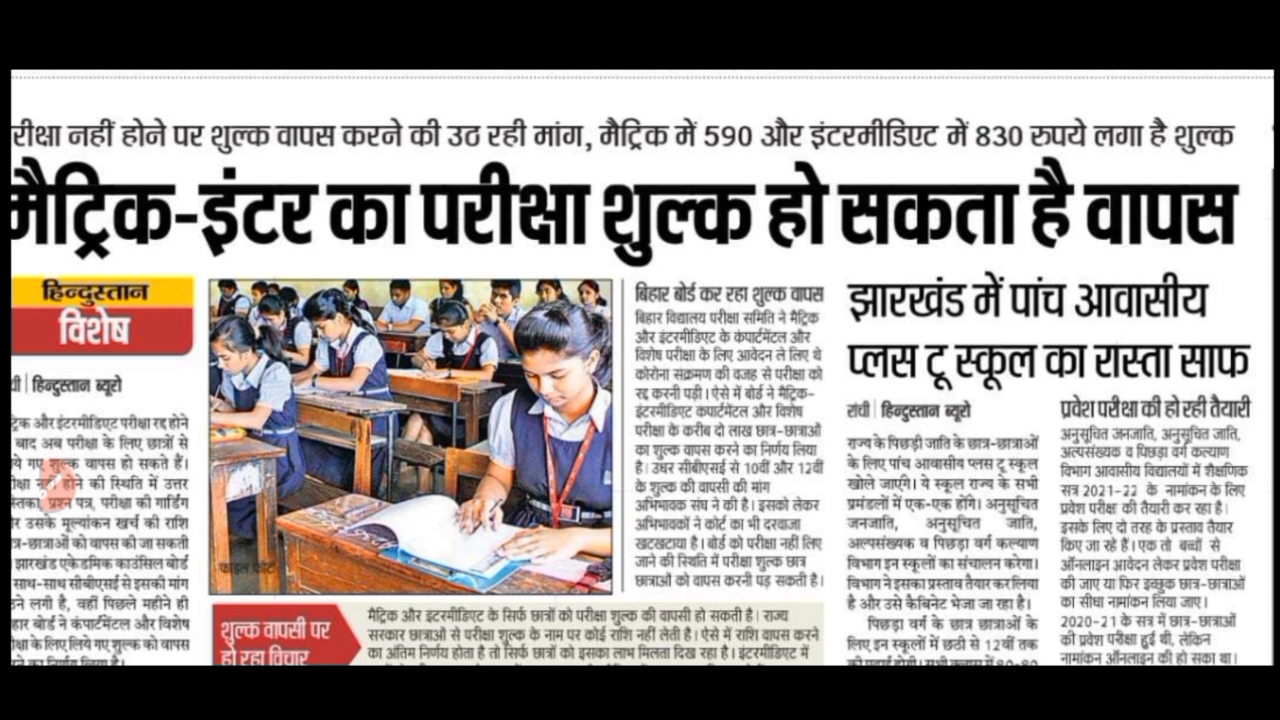 रीक्षा नहीं होने पर शुल्क वापस करने की उठ रही मांग, मैट्रिक में 590 और इंटरमीडिएट में 830 रुपये लगा है शुल्क
मैट्रिक-इंटर का परीक्षा शुल्क हो सकता है वापस
हिन्दुस्तान
विशेष
हिन्दुस्तान ब्यूरो
ट्रिक और इंटरमीडिएट परीक्षा रद्द होने
बाद अब परीक्षा के लिए छात्रों से
ये गए शुल्क वापस हो सकते हैं।
क्षा नहीं होने की स्थिति में उत्तर
स्तका, प्रश्न पत्र, परीक्षा की गार्डिंग
र उसके मूल्यांकन खर्च की राशि
त्र-छात्राओं को वापस की जा सकती
झारखंड एकेडमिक काउंसिल बोर्ड
साथ-साथ सीबीएसई से इसकी मांग
ने लगी है, वहीं पिछले महीने ही
हार बोर्ड ने कंपार्टमेंटल और विशेष
क्षा के लिए लिये गए शुल्क को वापस
फाइल फोटो
बिहार बोर्ड कर रहा शुल्क वापस
बिहार विद्यालय परीक्षा समिति ने मैट्रिक
और इंटरमीडिएट के कंपार्टमेंटल और
विशेष परीक्षा के लिए आवेदन ले लिए थे
कोरोना संक्रमण की वजह से परीक्षा को
रद्द करनी पड़ी। ऐसे में बोर्ड ने मैट्रिक-
इंटरमीडिएट कंपार्टमेंटल और विशेष
परीक्षा के करीब दो लाख छात्र-छात्राओं
का शुल्क वापस करने का निर्णय लिया
है। उधर सीबीएसई से 10वीं और 12वीं
के शुल्क की वापसी की मांग
अभिभावक संघ ने की है। इसको लेकर
अभिभावकों ने कोर्ट का भी दरवाजा
खटखटाया है। बोर्ड को परीक्षा नहीं लिए
जाने की स्थिति में परीक्षा शुल्क छात्र
छात्राओं को वापस करनी पड़ सकती है।
शुल्क वापसी पर
हो रहा विचार
मैट्रिक और इंटरमीडिएट के सिर्फ छात्रों को परीक्षा शुल्क की वापसी हो सकती है। राज्य
सरकार छात्राओं से परीक्षा शुल्क के नाम पर कोई राशि नहीं लेती है। ऐसे में राशि वापस करने
का अंतिम निर्णय होता है तो सिर्फ छात्रों को इसका लाभ मिलता दिख रहा है। इंटरमीडिएट में
झारखंड में पांच आवासीय
प्लस टू स्कूल का रास्ता साफ
रांची | हिन्दुस्तान ब्यूरो
राज्य के पिछड़ी जाति के छात्र-छात्राओं
के लिए पांच आवासीय प्लस टू स्कूल
खोले जाएंगे। ये स्कूल राज्य के सभी
प्रमंडलों में एक-एक होंगे। अनुसूचित
जनजाति, अनुसूचित जाति,
अल्पसंख्यक व पिछड़ा वर्ग कल्याण
विभाग इन स्कूलों का संचालन करेगा।
विभाग ने इसका प्रस्ताव तैयार कर लिया
है और उसे कैबिनेट भेजा जा रहा है।
पिछड़ा वर्ग के छात्र छात्राओं के
लिए इन स्कूलों में छठी से 12वीं तक
प्रवेश परीक्षा की हो रही तैयारी
अनुसूचित जनजाति, अनुसूचित जाति,
अल्पसंख्यक व पिछड़ा वर्ग कल्याण
विभाग आवासीय विद्यालयों में शैक्षणिक
सत्र 2021-22 के नामांकन के लिए
प्रवेश परीक्षा की तैयारी कर रहा है।
इसके लिए दो तरह के प्रस्ताव तैयार
किए जा रहे हैं। एक तो बच्चों से
ऑनलाइन आवेदन लेकर प्रवेश परीक्षा
की जाए या फिर इच्छुक छात्र-छात्राओं
का सीधा नामांकन लिया जाए।
2020-21 के सत्र में छात्र-छात्राओं
की प्रवेश परीक्षा हुई थी, लेकिन
नामांकन ऑनलाइन की हो सका था।